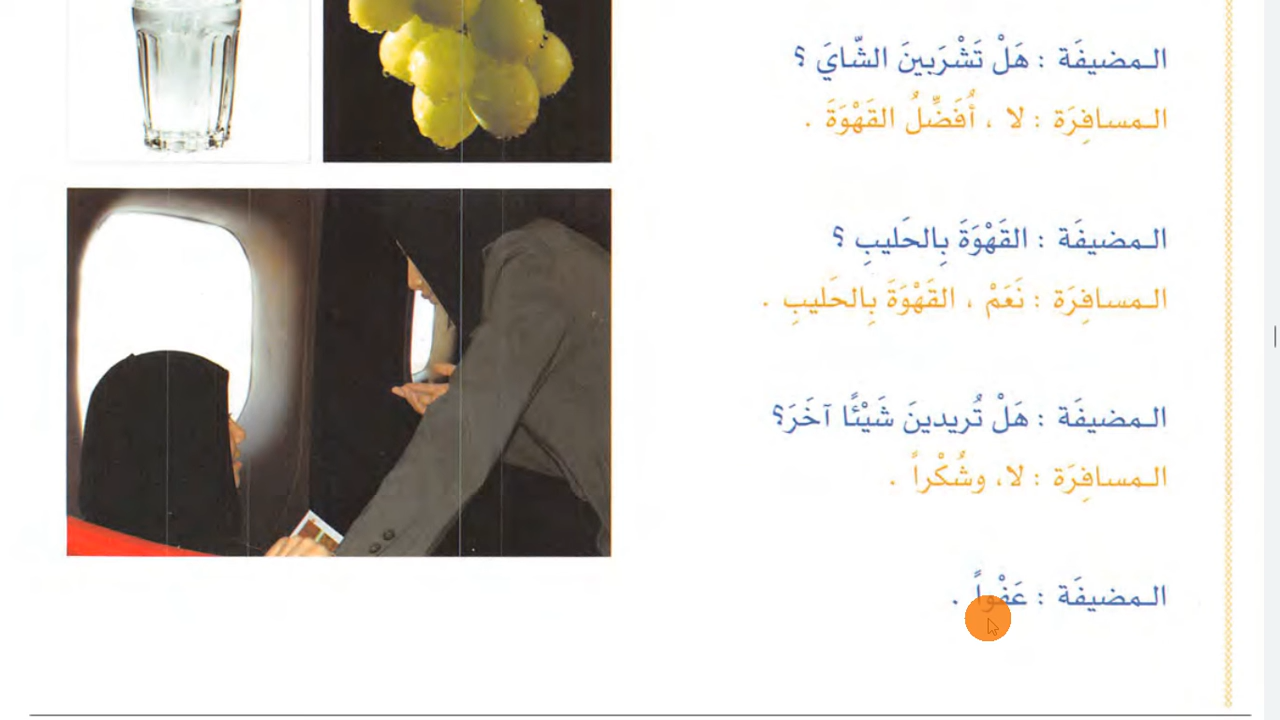 المضيفَة : هَلْ تَشْرَبينَ الشّايَ ؟
المسافِرَة : لا ، أُفَضِّلُ القَهْوَةَ .
المضيفَة : القَهْوَةَ بِالحَليبِ ؟
المسافِرَة : نَعَمْ ، القَهْوَةَ بِالحَليبِ .
المضيفَة : هَلْ تُريدينَ شَيْئًا آخَرَ؟
المسافِرَة : لا، وشُكْراً .
المضيفَة : عَفْواً .